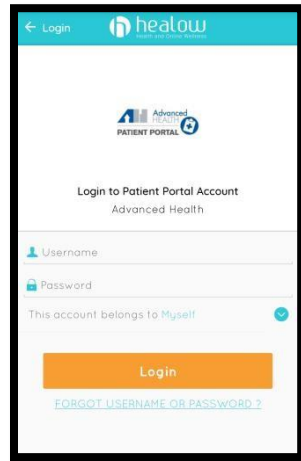 ← Login healow
Health and Online Wellness
Advanced
HEALTH
PATIENT PORTAL
Login to Patient Portal Account
Advanced Health
Username
Password
This account belongs to Myself
Login
FORGOT USERNAME OR PASSWORD ?